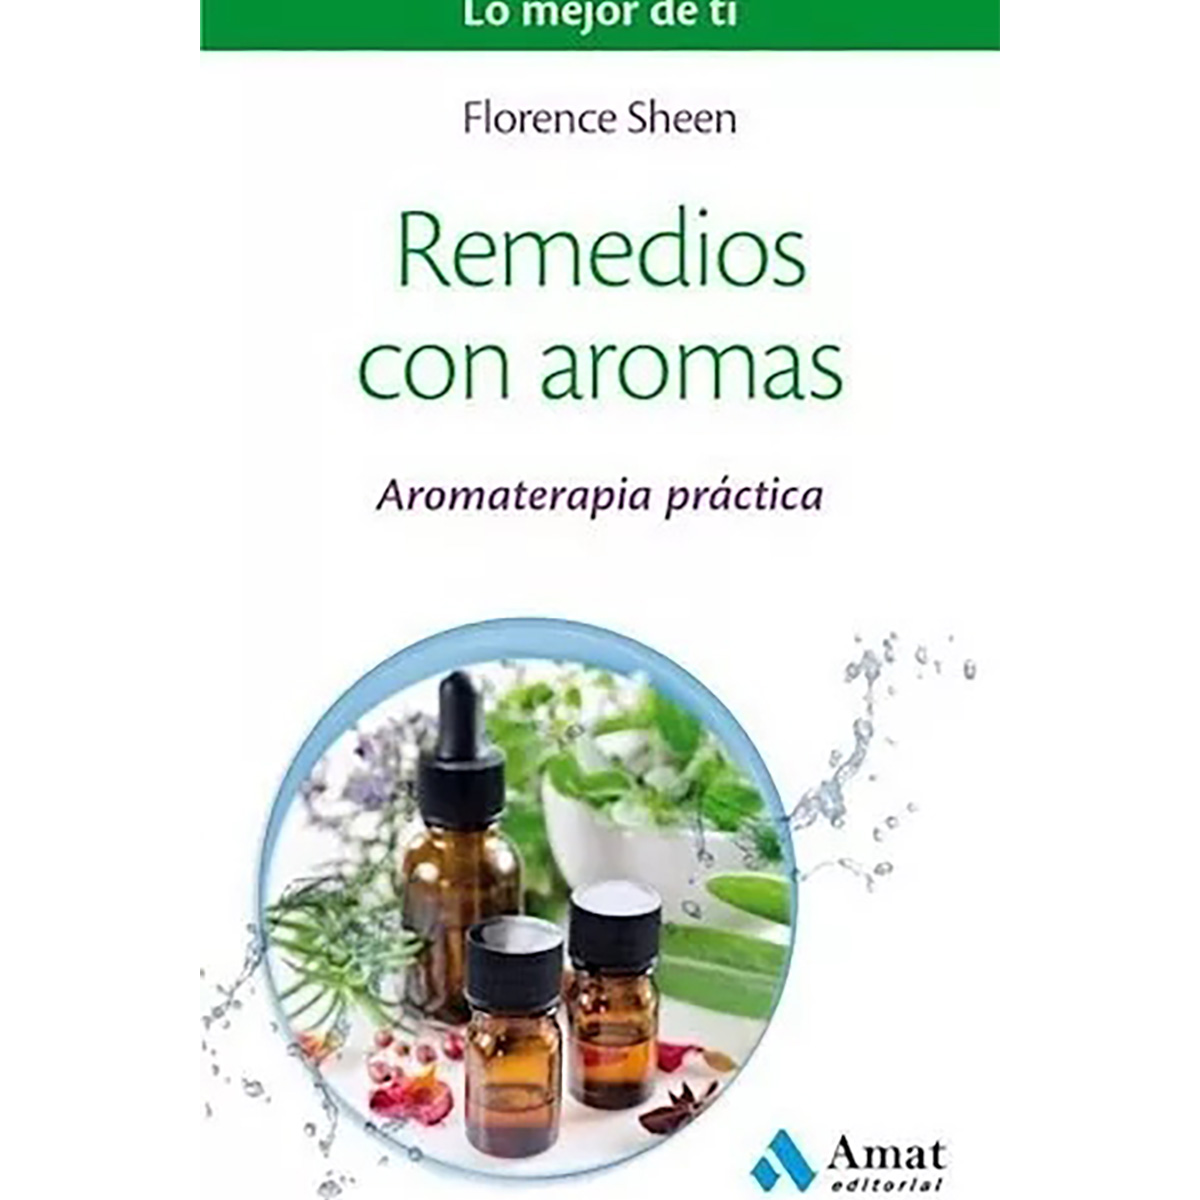 Lo mejor de ti
Florence Sheen
Remedios
con aromas
Aromaterapia práctica
Amat
editorial